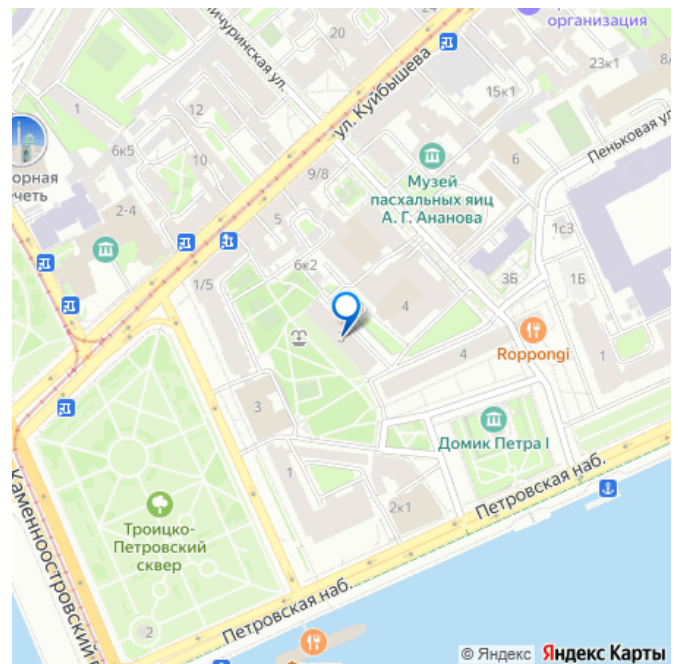 организация
20
23к1
8/
Мичуринская ул.
ул. Куйбышева
15к1
1
12
Пеньковая ул
6к5
10
9/8
6
Музей
пасхальных яиц
А. Г. Ананова
орная
четь
2-4
5
1с3
6к2
3Б
1Б
1/5
4
Roppongi
4
1
3
Домик Петра I
1
2к1
Петровская наб.
Троицко-
Петровский
сквер
Каменноостровский
2
Петровская наб.
© Яндекс Яндекс Карты